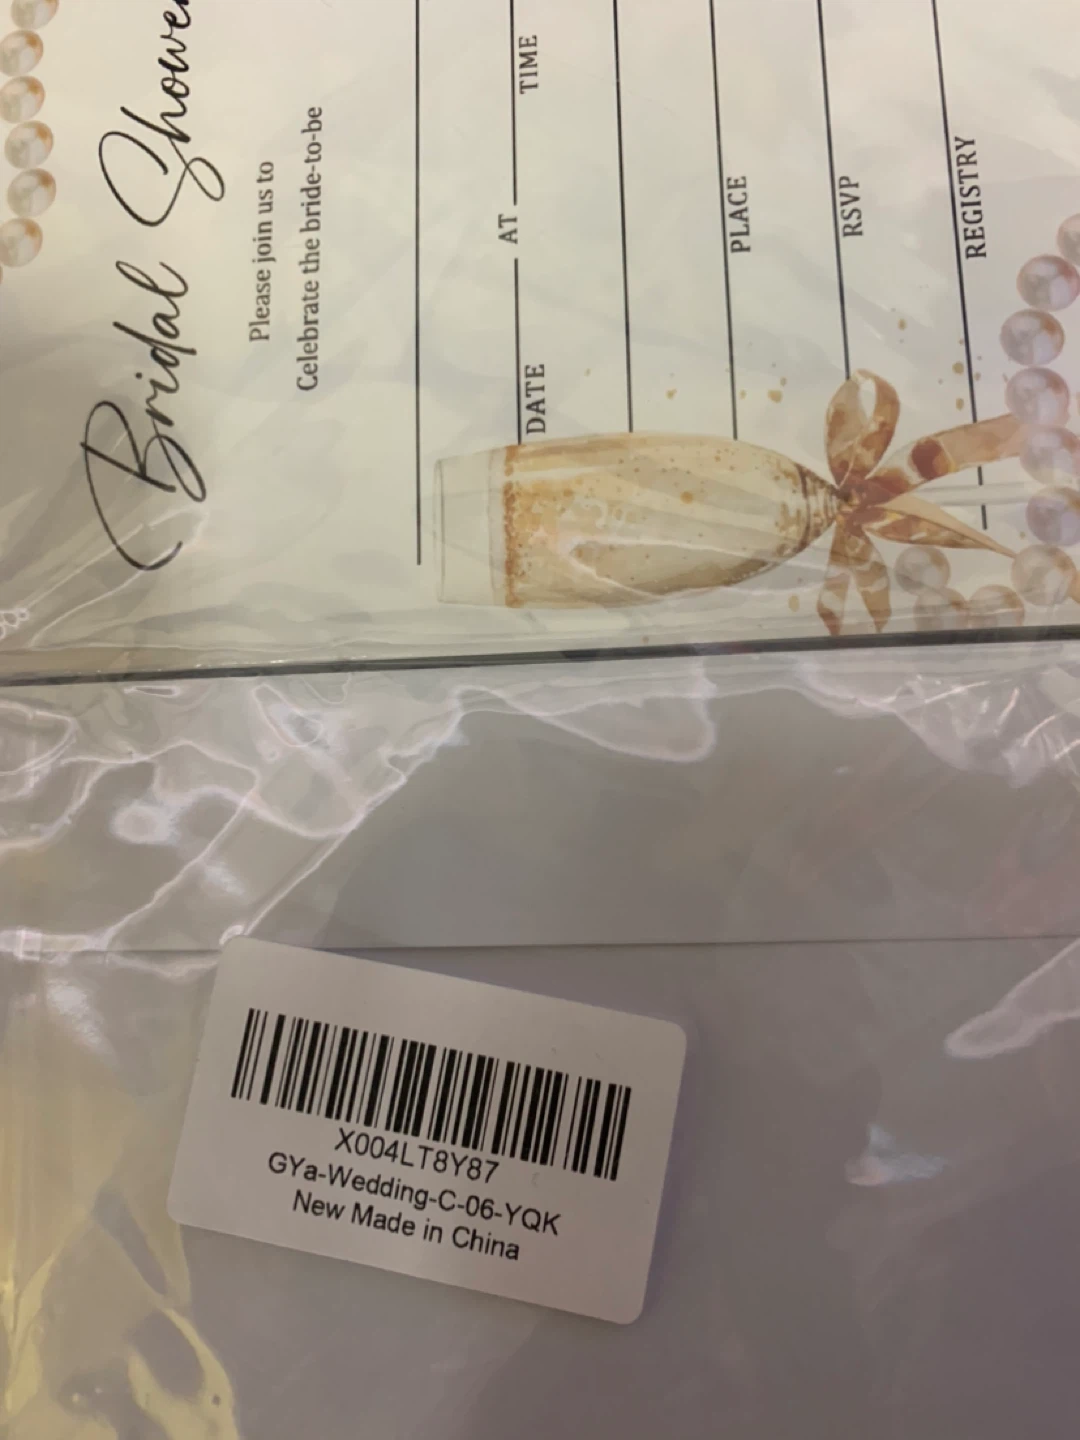 Bridal Shower
Please join us to
Celebrate the bride-to-be
DATE AT TIME
PLACE
RSVP
REGISTRY
X004LT8Y87
GYa-Wedding-C-06-YQK
New Made in China